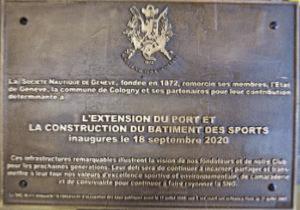 La Societe Nautique de Geneve, fondée en 1872, remercie ses membres, l'Etat
de Genève, la commune de Cologny et ses partenaires pour leur contribution
déterminante à
L'EXTENSION DU PORT ET
LA CONSTRUCTION DU BATIMENT DES SPORTS
inaugurés le 18 septembre 2020
Ces infrastructures remarquables illustrent la vision de nos fondateurs et de notre Club
pour les prochaines générations. Leur défi sera de continuer à incarner, partager et trans-
mettre à leur tour nos valeurs d'excellence sportive et environnementale, de camaraderie
et de convivialité pour continuer à faire rayonner la SNG.